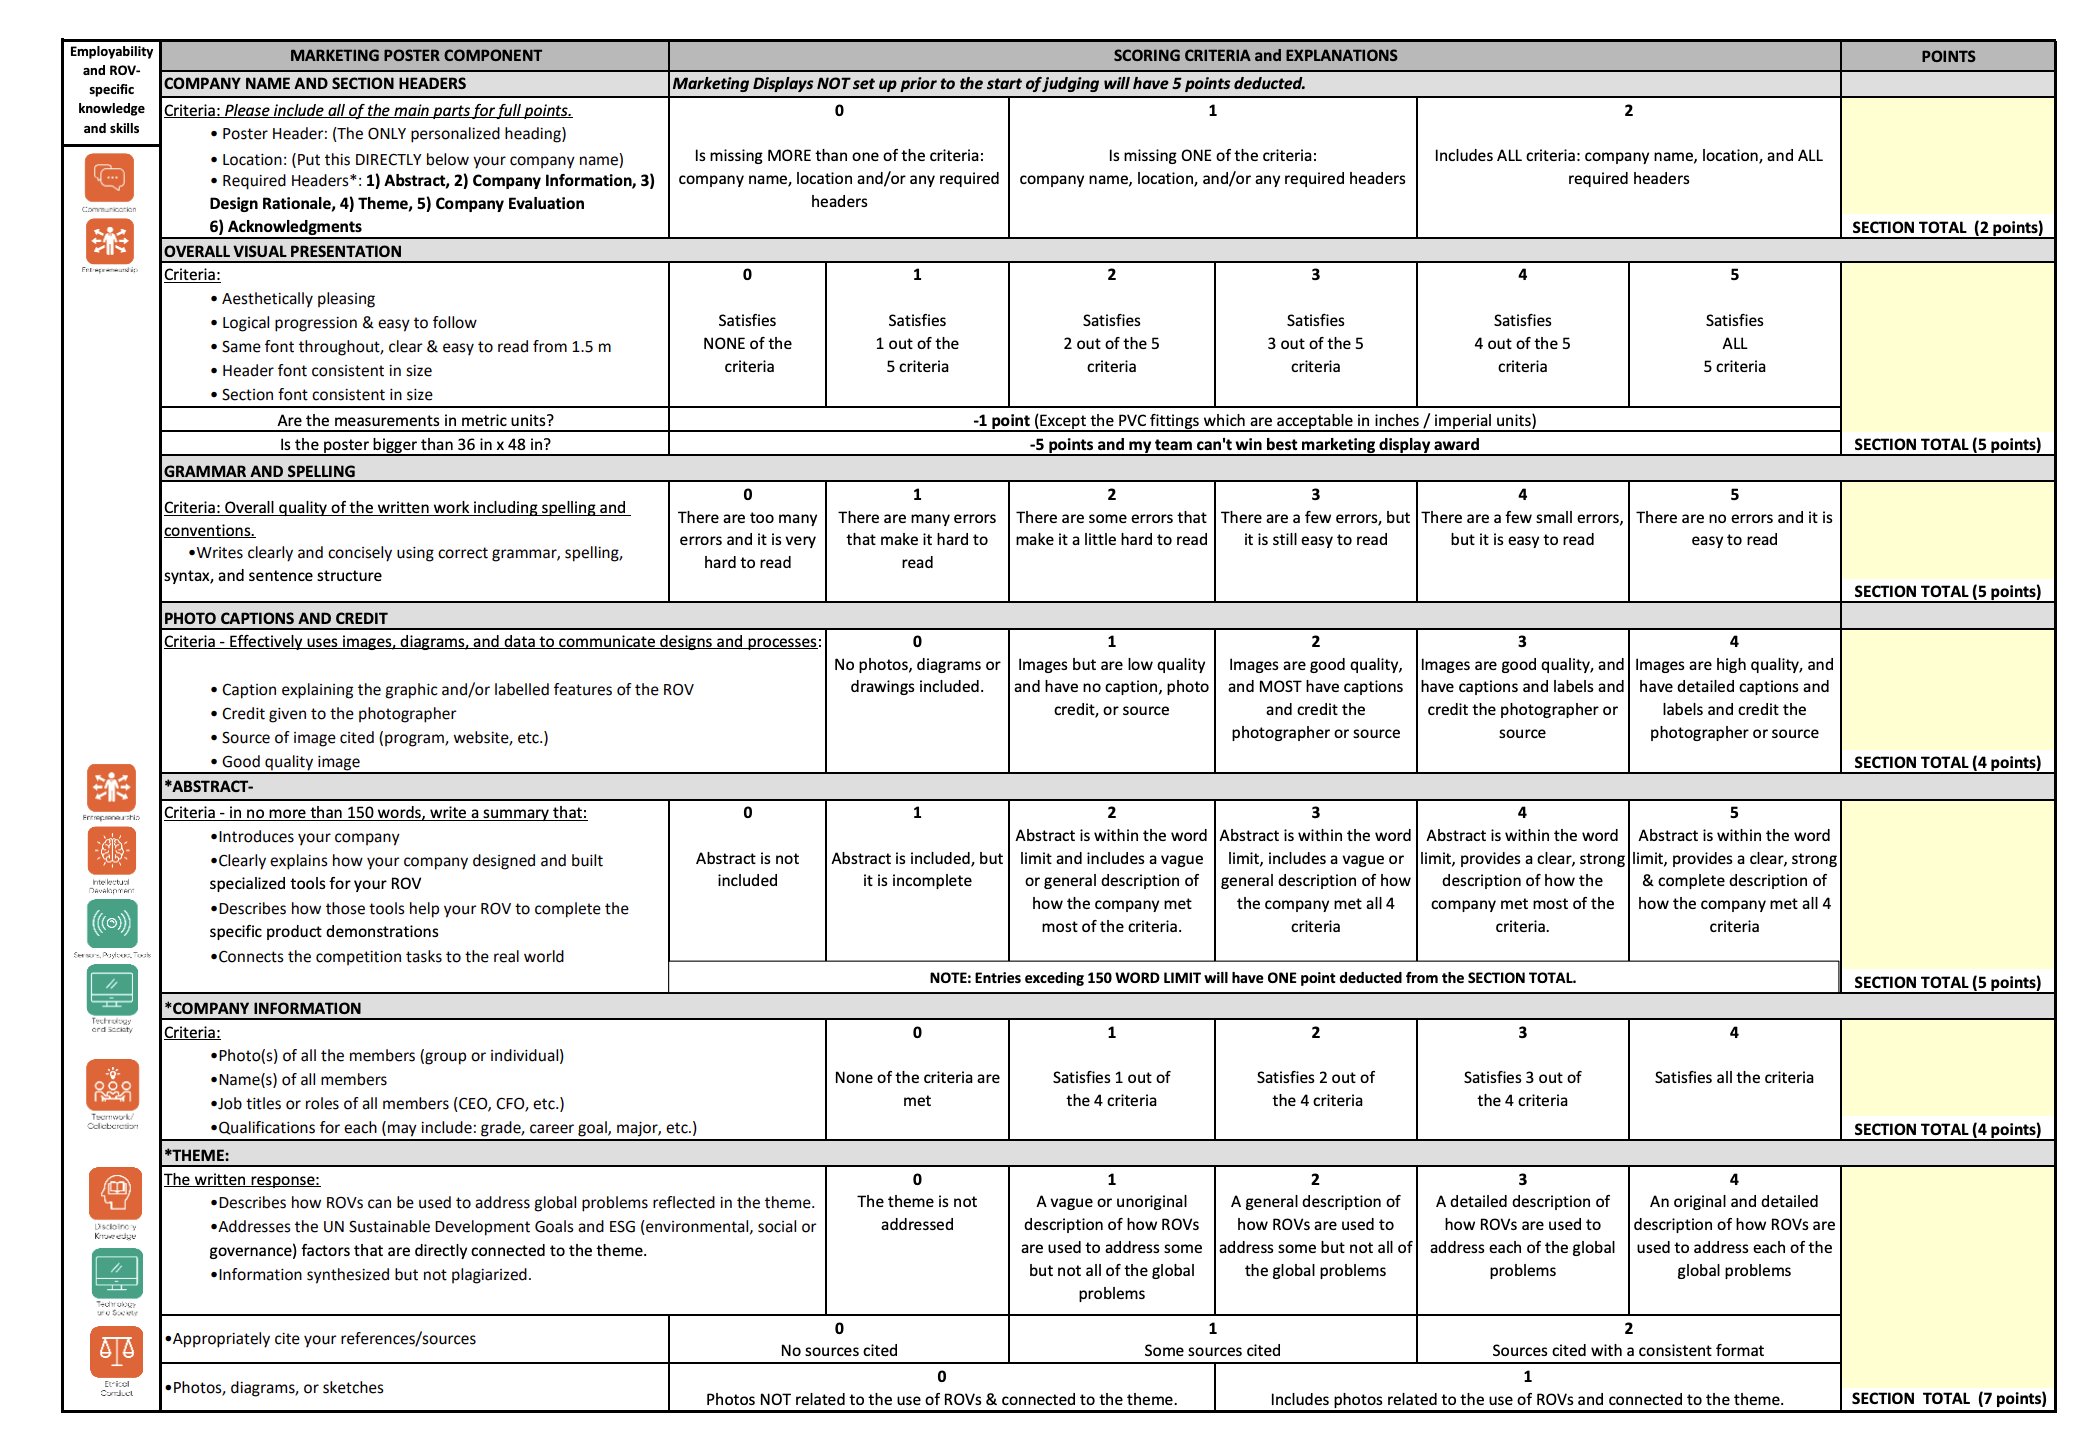 Employability
and ROV-
specific
knowledge
and skills
MARKETING POSTER COMPONENT
SCORING CRITERIA and EXPLANATIONS
POINTS
COMPANY NAME AND SECTION HEADERS
Marketing Displays NOT set up prior to the start of judging will have 5 points deducted.
Criteria: Please include all of the main parts for full points.
• Poster Header: (The ONLY personalized heading)
• Location: (Put this DIRECTLY below your company name)
• Required Headers*: 1) Abstract, 2) Company Information, 3)
Design Rationale, 4) Theme, 5) Company Evaluation
6) Acknowledgments
0
Is missing MORE than one of the criteria:
company name, location and/or any required
headers
1
Is missing ONE of the criteria:
company name, location, and/or any required headers
2
Includes ALL criteria: company name, location, and ALL
required headers
SECTION TOTAL (2 points)
Communication
Entrepreneurship
OVERALL VISUAL PRESENTATION
Criteria:
• Aesthetically pleasing
• Logical progression & easy to follow
• Same font throughout, clear & easy to read from 1.5 m
• Header font consistent in size
• Section font consistent in size
0
Satisfies
NONE of the
criteria
1
Satisfies
1 out of the
5 criteria
2
Satisfies
2 out of the 5
criteria
3
Satisfies
3 out of the 5
criteria
4
Satisfies
4 out of the 5
criteria
5
Satisfies
ALL
5 criteria
Are the measurements in metric units?
-1 point (Except the PVC fittings which are acceptable in inches / imperial units)
Is the poster bigger than 36 in x 48 in?
-5 points and my team can't win best marketing display award
SECTION TOTAL (5 points)
GRAMMAR AND SPELLING
Criteria: Overall quality of the written work including spelling and
conventions.
•Writes clearly and concisely using correct grammar, spelling,
syntax, and sentence structure
0
There are too many
errors and it is very
hard to read
1
There are many errors
that make it hard to
read
2
There are some errors that
make it a little hard to read
3
There are a few errors, but
it is still easy to read
4
There are a few small errors,
but it is easy to read
5
There are no errors and it is
easy to read
SECTION TOTAL (5 points)
PHOTO CAPTIONS AND CREDIT
Criteria - Effectively uses images, diagrams, and data to communicate designs and processes:
• Caption explaining the graphic and/or labelled features of the ROV
• Credit given to the photographer
• Source of image cited (program, website, etc.)
• Good quality image
0
No photos, diagrams or
drawings included.
1
Images but are low quality
and have no caption, photo
credit, or source
2
Images are good quality,
and MOST have captions
and credit the
photographer or source
3
Images are good quality, and
have captions and labels and
credit the photographer or
source
4
Images are high quality, and
have detailed captions and
labels and credit the
photographer or source
SECTION TOTAL (4 points)
*ABSTRACT-
Entrepreneurship
Intellectual
Development
Sensors, Payload, Tools
Technology
and Society
Criteria - in no more than 150 words, write a summary that:
•Introduces your company
•Clearly explains how your company designed and built
specialized tools for your ROV
•Describes how those tools help your ROV to complete the
specific product demonstrations
•Connects the competition tasks to the real world
0
Abstract is not
included
1
Abstract is included, but
it is incomplete
2
Abstract is within the word
limit and includes a vague
or general description of
how the company met
most of the criteria.
3
Abstract is within the word
limit, includes a vague or
general description of how
the company met all 4
criteria
4
Abstract is within the word
limit, provides a clear, strong
description of how the
company met most of the
criteria.
5
Abstract is within the word
limit, provides a clear, strong
& complete description of
how the company met all 4
criteria
NOTE: Entries exceding 150 WORD LIMIT will have ONE point deducted from the SECTION TOTAL.
SECTION TOTAL (5 points)
*COMPANY INFORMATION
Teamwork/
Collaboration
Criteria:
•Photo(s) of all the members (group or individual)
•Name(s) of all members
•Job titles or roles of all members (CEO, CFO, etc.)
•Qualifications for each (may include: grade, career goal, major, etc.)
0
None of the criteria are
met
1
Satisfies 1 out of
the 4 criteria
2
Satisfies 2 out of
the 4 criteria
3
Satisfies 3 out of
the 4 criteria
4
Satisfies all the criteria
SECTION TOTAL (4 points)
*THEME:
Disciplinary
Knowledge
Technology
and Society
Ethical
Conduct
The written response:
•Describes how ROVs can be used to address global problems reflected in the theme.
•Addresses the UN Sustainable Development Goals and ESG (environmental, social or
governance) factors that are directly connected to the theme.
•Information synthesized but not plagiarized.
0
The theme is not
addressed
1
A vague or unoriginal
description of how ROVs
are used to address some
but not all of the global
problems
2
A general description of
how ROVs are used to
address some but not all of
the global problems
3
A detailed description of
how ROVs are used to
address each of the global
problems
4
An original and detailed
description of how ROVs are
used to address each of the
global problems
•Appropriately cite your references/sources
0
No sources cited
1
Some sources cited
2
Sources cited with a consistent format
•Photos, diagrams, or sketches
0
Photos NOT related to the use of ROVs & connected to the theme.
1
Includes photos related to the use of ROVs and connected to the theme.
SECTION TOTAL (7 points)